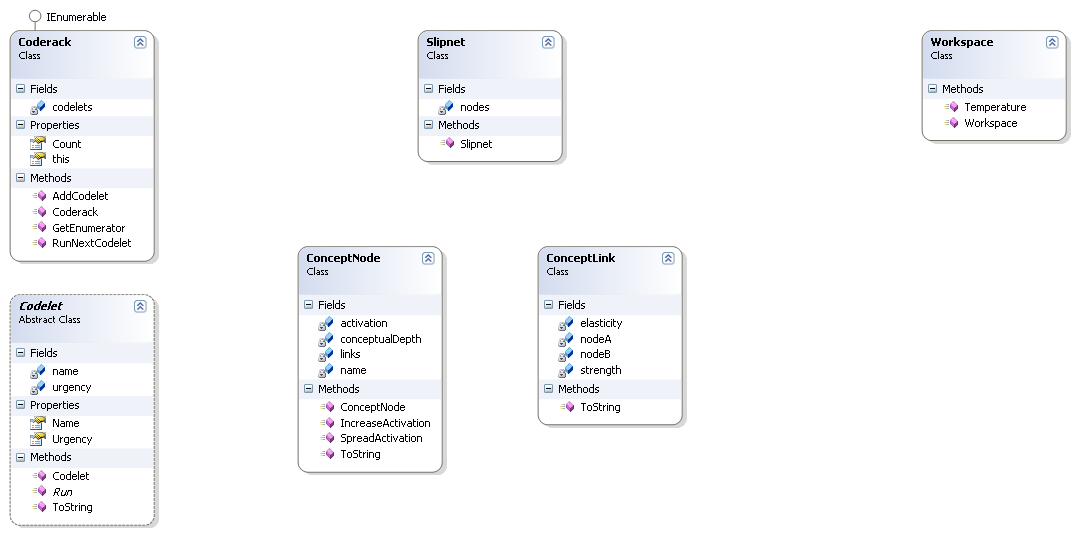 IEnumerable
Coderack
Class
Fields
codelets
Properties
Count
this
Methods
AddCodelet
Coderack
GetEnumerator
RunNextCodelet
Codelet
Abstract Class
Fields
name
urgency
Properties
Name
Urgency
Methods
Codelet
Run
ToString
Slipnet
Class
Fields
nodes
Methods
Slipnet
ConceptNode
Class
Fields
activation
conceptualDepth
links
name
Methods
ConceptNode
IncreaseActivation
SpreadActivation
ToString
ConceptLink
Class
Fields
elasticity
nodeA
nodeB
strength
Methods
ToString
Workspace
Class
Methods
Temperature
Workspace